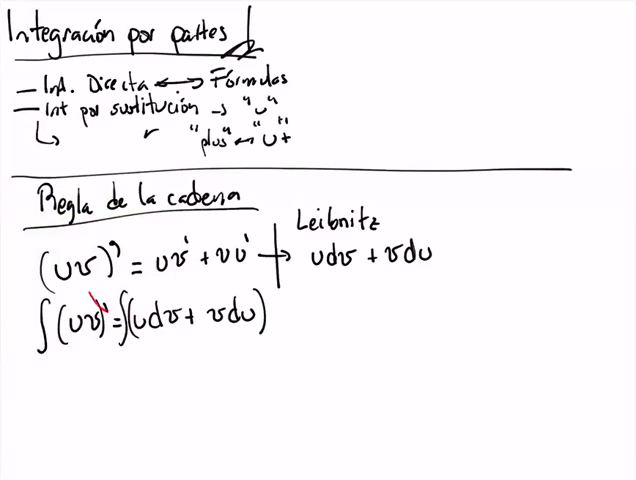 Integración por partes
— Int. Directa ↔ Fórmulas
— Int por sustitución → "u"
↳ r "plus" ← "u+"
Regla de la cadena
Leibnitz
(uv)' = uv' + vu' → udv + vdu
∫(uv)' = ∫(udv + vdu)